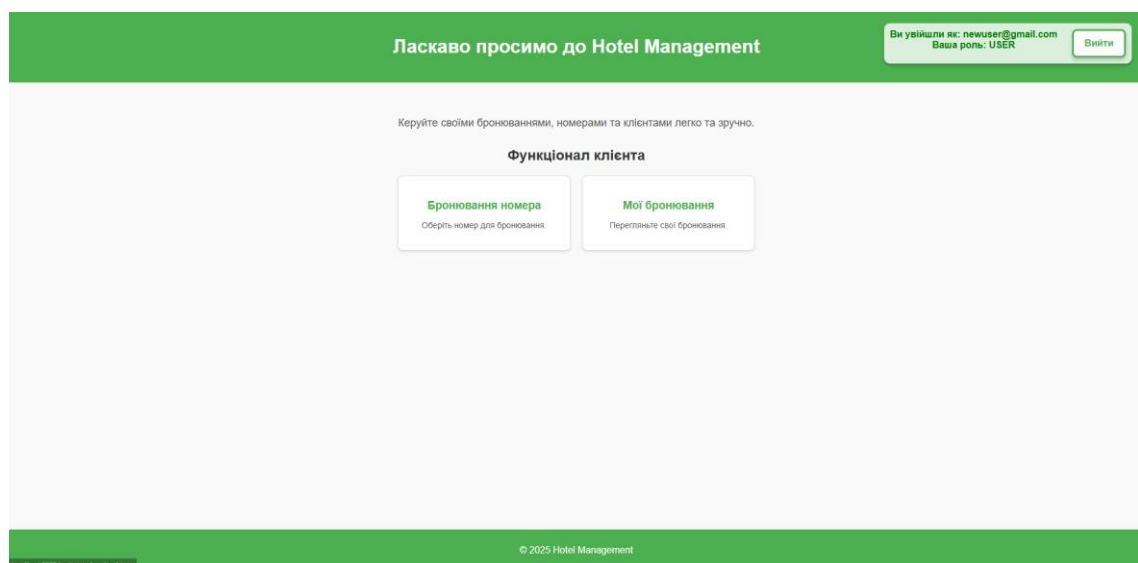 Ласкаво просимо до Hotel Management
Ви увійшли як: newuser@gmail.com
Ваша роль: USER
Вийти
Керуйте своїми бронюваннями, номерами та клієнтами легко та зручно.
Функціонал клієнта
Бронювання номера
Оберіть номер для бронювання.
Мої бронювання
Перегляньте свої бронювання.
© 2025 Hotel Management